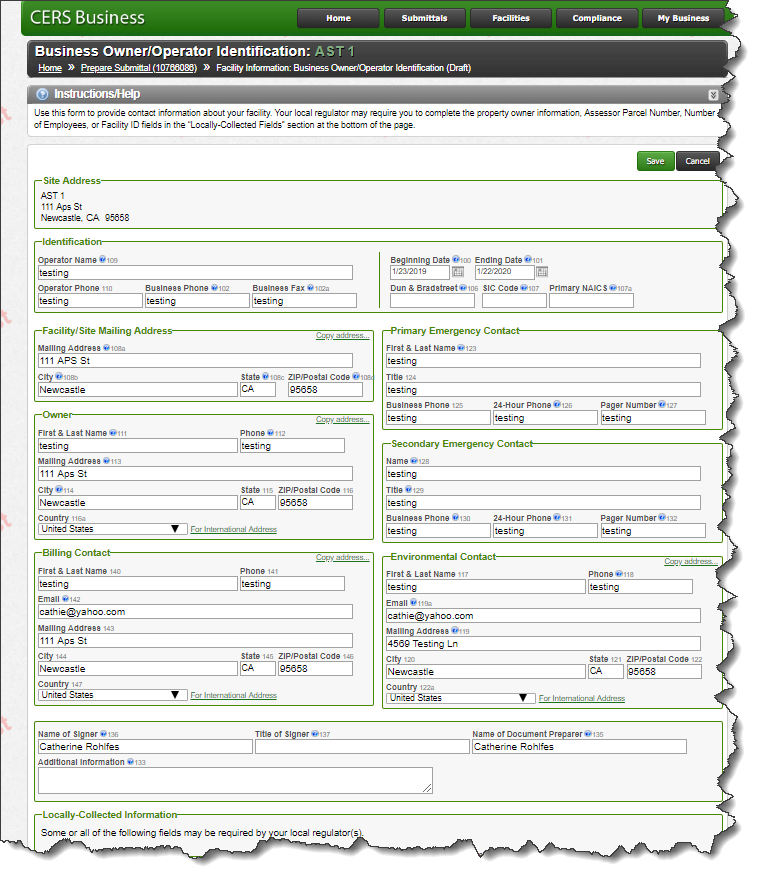 CERS Business
Home Submittals Facilities Compliance My Business
Business Owner/Operator Identification: AST 1
Home » Prepare Submittal (10766086) » Facility Information: Business Owner/Operator Identification (Draft)
Instructions/Help
Use this form to provide contact information about your facility. Your local regulator may require you to complete the property owner information, Assessor Parcel Number, Number
of Employees, or Facility ID fields in the "Locally-Collected Fields" section at the bottom of the page.
Save Cancel
Site Address
AST 1
111 Aps St
Newcastle, CA 95658
Identification
Operator Name 109
testing
Operator Phone 110 Business Phone 102 Business Fax 102a
testing testing testing
Beginning Date 100 Ending Date 101
1/23/2019 1/22/2020
Dun & Bradstreet 106 SIC Code 107 Primary NAICS 107a
Facility/Site Mailing Address
Copy address...
Mailing Address 108a
111 APS St
City 108b State 108c ZIP/Postal Code 108d
Newcastle CA 95658
Owner
Copy address...
First & Last Name 111 Phone 112
testing testing
Mailing Address 113
111 Aps St
City 114 State 115 ZIP/Postal Code 116
Newcastle CA 95658
Country 116a
United States For International Address
Billing Contact
Copy address...
First & Last Name 140 Phone 141
testing testing
Email 142
cathie@yahoo.com
Mailing Address 143
111 Aps St
City 144 State 145 ZIP/Postal Code 146
Newcastle CA 95658
Country 147
United States For International Address
Primary Emergency Contact
First & Last Name 123
testing
Title 124
testing
Business Phone 125 24-Hour Phone 126 Pager Number 127
testing testing testing
Secondary Emergency Contact
Name 128
testing
Title 129
testing
Business Phone 130 24-Hour Phone 131 Pager Number 132
testing testing testing
Environmental Contact
Copy address...
First & Last Name 117 Phone 118
testing testing
Email 119a
cathie@yahoo.com
Mailing Address 119
4569 Testing Ln
City 120 State 121 ZIP/Postal Code 122
Newcastle CA 95658
Country 122a
United States For International Address
Name of Signer 136 Title of Signer 137 Name of Document Preparer 135
Catherine Rohlfes Catherine Rohlfes
Additional Information 133
Locally-Collected Information
Some or all of the following fields may be required by your local regulator(s).